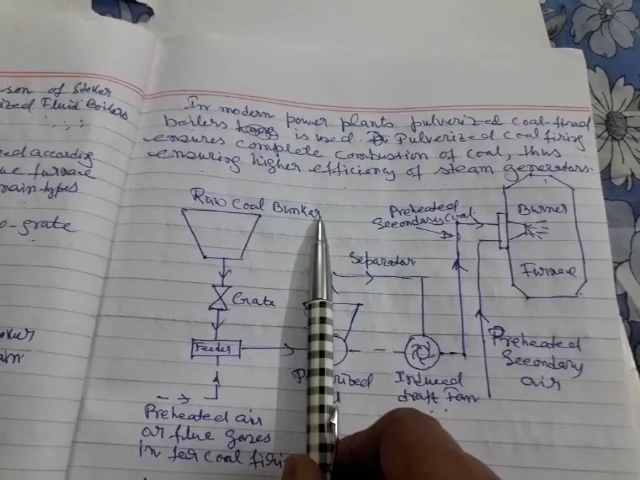 son of Stoker
ized Fluid Boilers
In modern power plants pulverized coal-fired
boilers is used. Pulverized coal firing
ensures complete combustion of coal, thus
ensuring higher efficiency of steam generators.
ed according
furnace
main types
-grate
Raw Coal Bunker
Preheated
Secondary Coal
Burner
Separator
Furnace
Grate
Feeder
Preheated
Secondary
air
Induced
draft Fan
Preheated air
or flue gases
in for coal